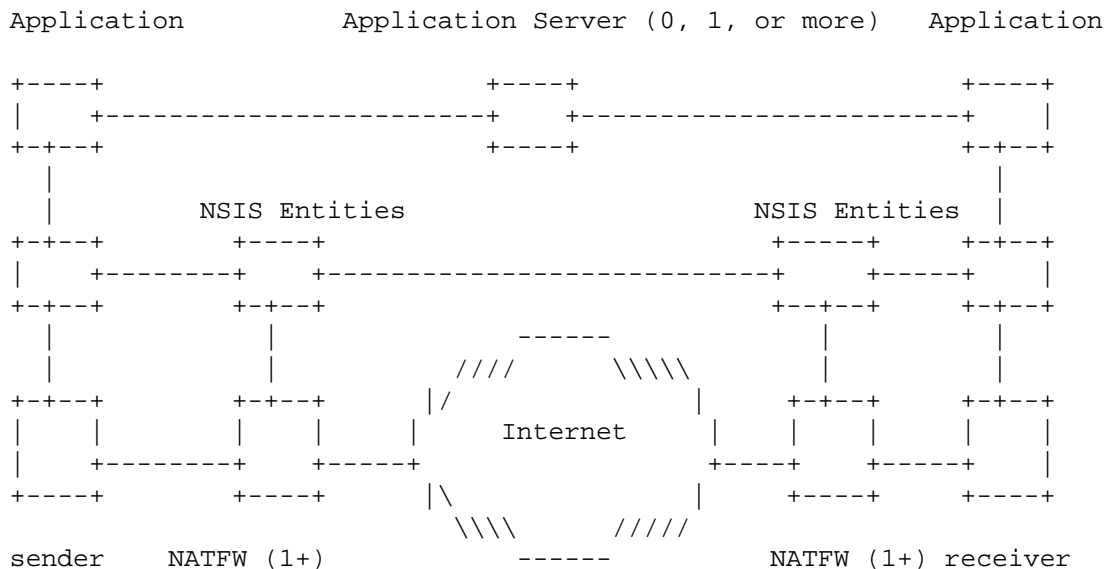 Application Application Server (0, 1, or more) Application
NSIS Entities NSIS Entities
Internet
sender NATFW (1+) NATFW (1+) receiver